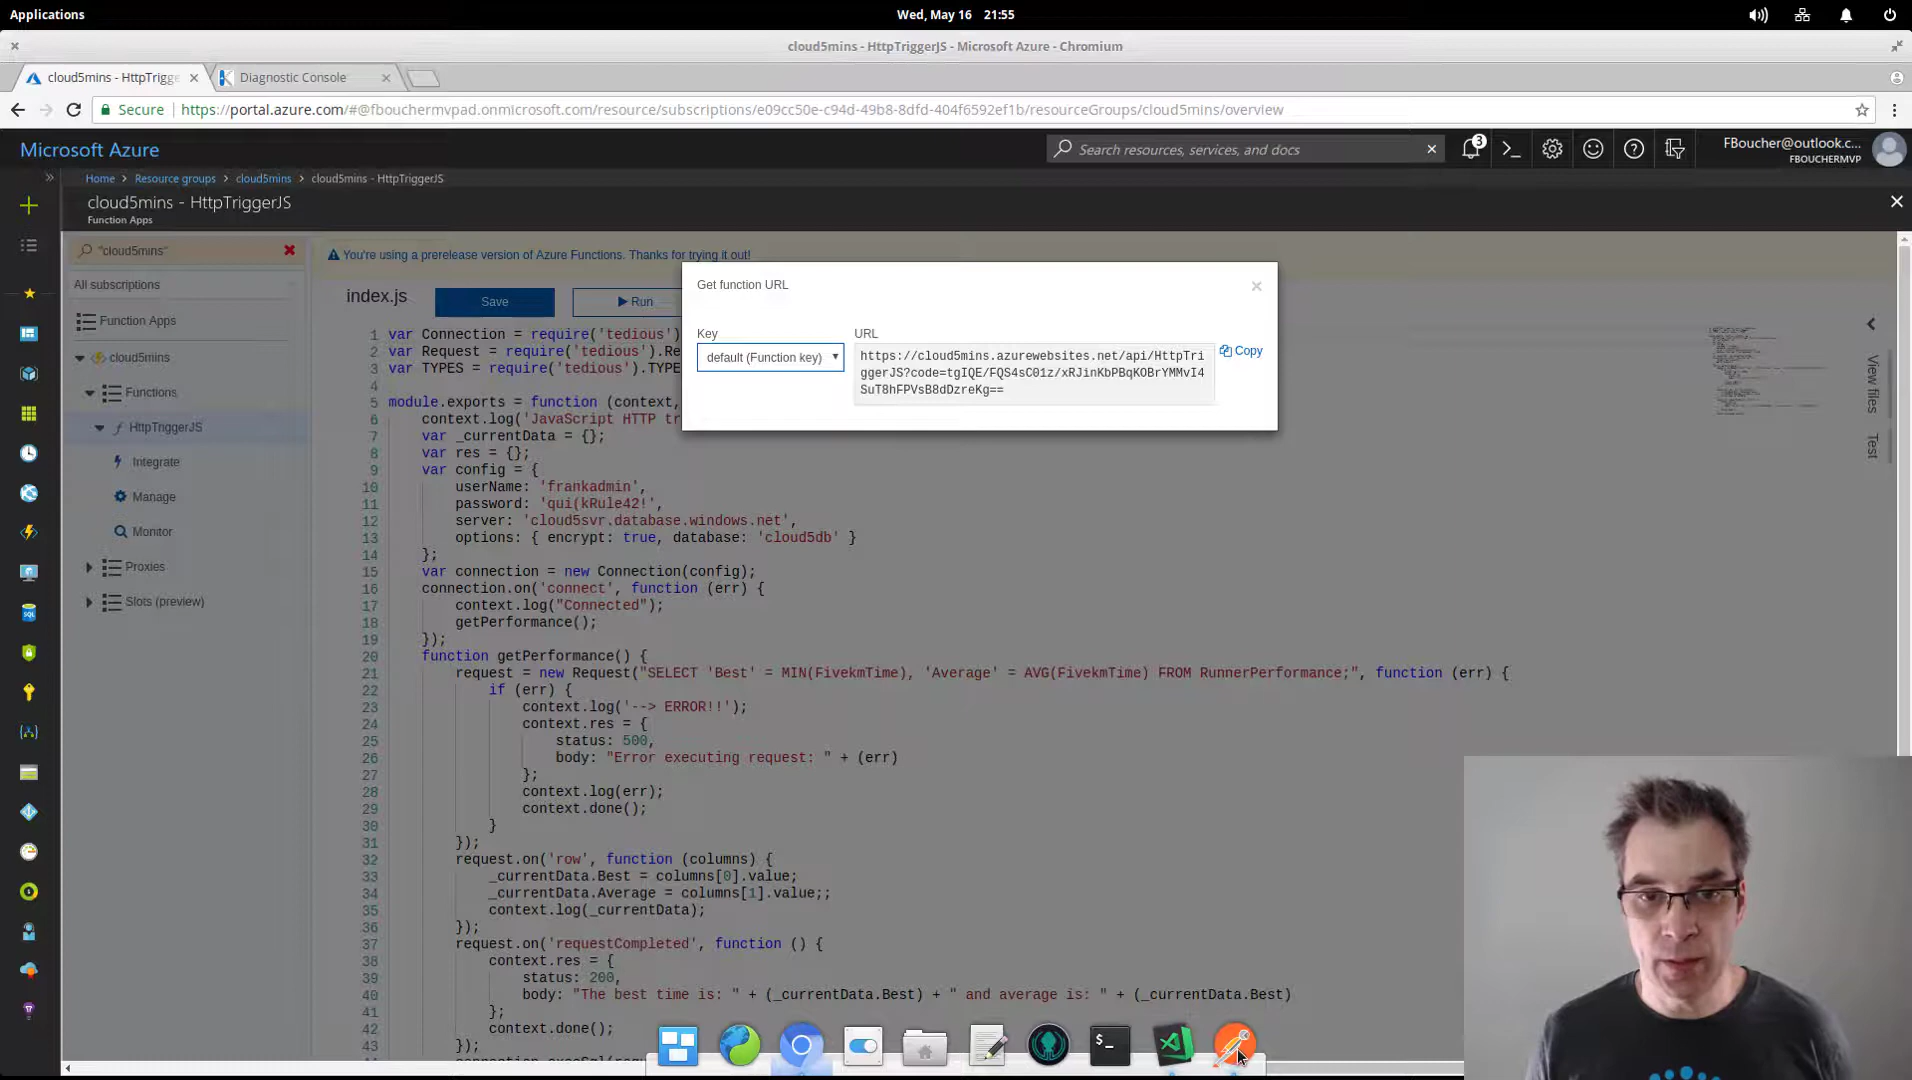 Applications
Wed, May 16 21:55
cloud5mins - HttpTriggerJS - Microsoft Azure - Chromium
cloud5mins - HttpTrigge
Diagnostic Console
Secure
https://portal.azure.com/#@fbouchermvpad.onmicrosoft.com/resource/subscriptions/e09cc50e-c94d-49b8-8dfd-404f6592ef1b/resourceGroups/cloud5mins/overview
Microsoft Azure
Search resources, services, and docs
3
FBoucher@outlook.c...
FBOUCHERMVP
Home > Resource groups > cloud5mins > cloud5mins - HttpTriggerJS
cloud5mins - HttpTriggerJS
Function Apps
"cloud5mins"
All subscriptions
Function Apps
cloud5mins
Functions
HttpTriggerJS
Integrate
Manage
Monitor
Proxies
Slots (preview)
You're using a prerelease version of Azure Functions. Thanks for trying it out!
index.js
Save
Run
Get function URL
Key
default (Function key)
URL
https://cloud5mins.azurewebsites.net/api/HttpTri
ggerJS?code=tgIQE/FQS4sC01z/xRJinKbPBqKOBrYMMvI4
SuT8hFPVsB8dDzreKg==
Copy
View files
Test
1 var Connection = require('tedious')
2 var Request = require('tedious').Re
3 var TYPES = require('tedious').TYPE
4
5 module.exports = function (context,
6 context.log('JavaScript HTTP tr
7 var _currentData = {};
8 var res = {};
9 var config = {
10 userName: 'frankadmin',
11 password: 'qui(kRule42!',
12 server: 'cloud5svr.database.windows.net',
13 options: { encrypt: true, database: 'cloud5db' }
14 };
15 var connection = new Connection(config);
16 connection.on('connect', function (err) {
17 context.log("Connected");
18 getPerformance();
19 });
20 function getPerformance() {
21 request = new Request("SELECT 'Best' = MIN(FivekmTime), 'Average' = AVG(FivekmTime) FROM RunnerPerformance;", function (err) {
22 if (err) {
23 context.log('--> ERROR!!');
24 context.res = {
25 status: 500,
26 body: "Error executing request: " + (err)
27 };
28 context.log(err);
29 context.done();
30 }
31 });
32 request.on('row', function (columns) {
33 _currentData.Best = columns[0].value;
34 _currentData.Average = columns[1].value;;
35 context.log(_currentData);
36 });
37 request.on('requestCompleted', function () {
38 context.res = {
39 status: 200,
40 body: "The best time is: " + (_currentData.Best) + " and average is: " + (_currentData.Best)
41 };
42 context.done();
43 });